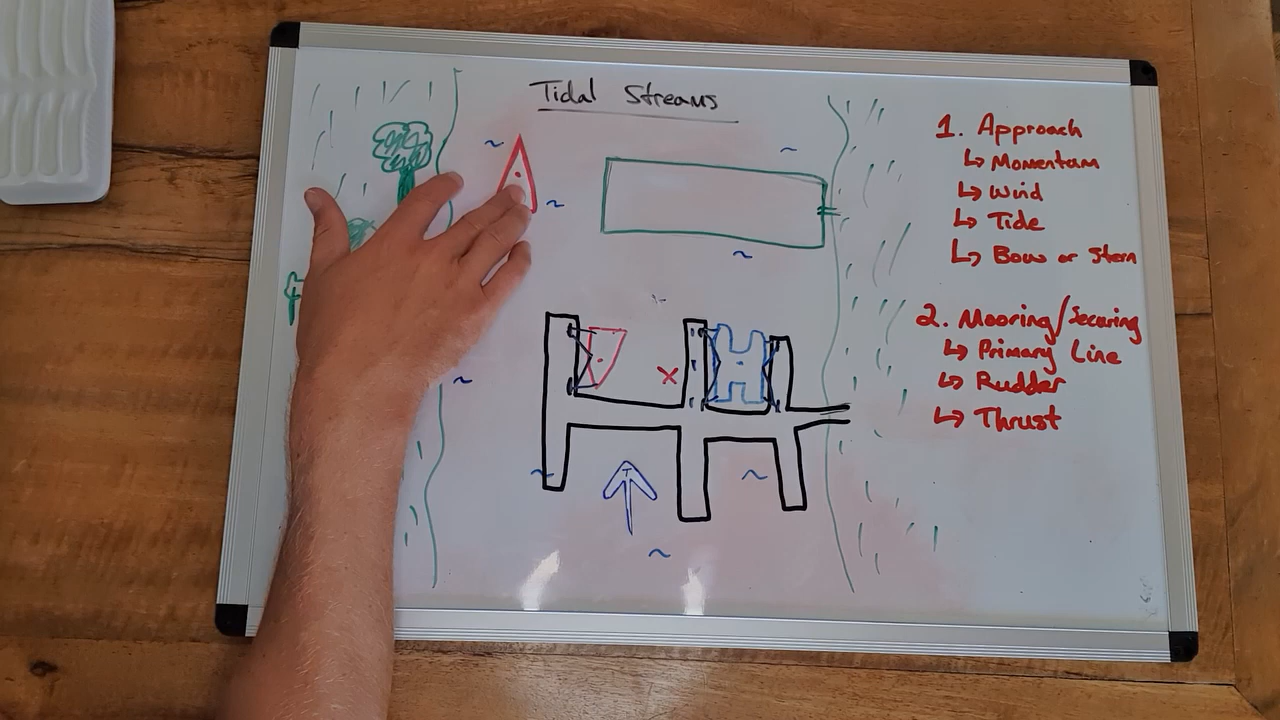 Tidal Streams
1. Approach
↳ Momentum
↳ Wind
↳ Tide
↳ Bow or Stern
2. Mooring/Securing
↳ Primary Line
↳ Rudder
↳ Thrust
T